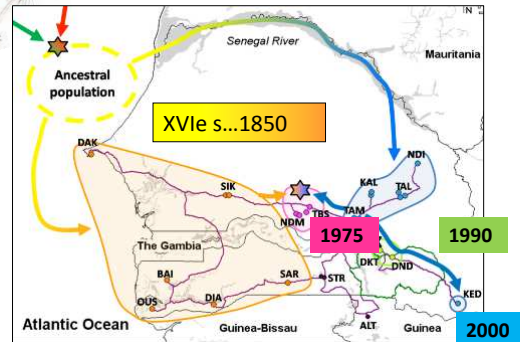 N
Senegal River
Mauritania
Ancestral
population
XVIe s...1850
DAK
NDI
SIK
KAL
TAL
TBS
TAM
NDM
1975
1990
The Gambia
DKT
DND
BAI
SAR
STR
KED
OUS
DIA
ALT
Atlantic Ocean
Guinea-Bissau
Guinea
2000